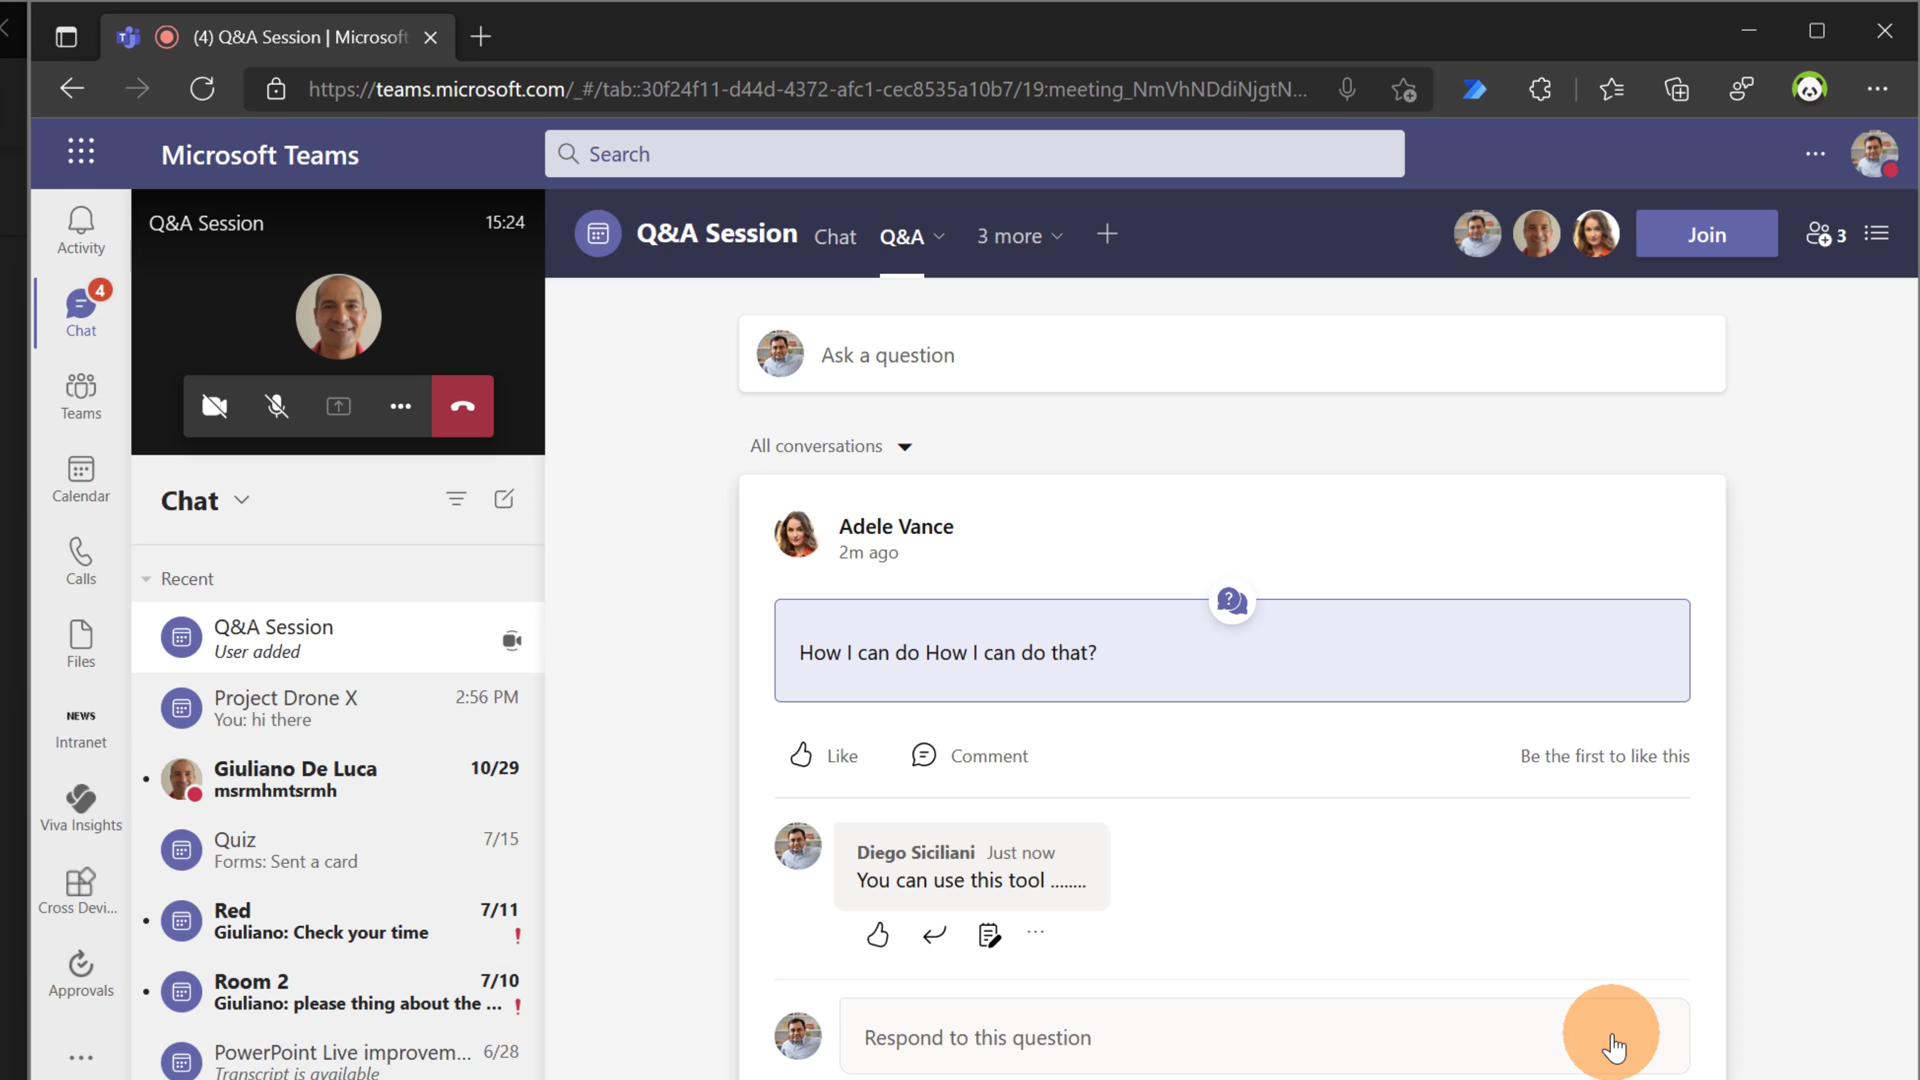 (4) Q&A Session | Microsoft
https://teams.microsoft.com/_#/tab::30f24f11-d44d-4372-afc1-cec8535a10b7/19:meeting_NmVhNDdiNjgtN...
Microsoft Teams
Search
Activity
4
Chat
Teams
Calendar
Calls
Files
NEWS
Intranet
Viva Insights
Cross Devi...
Approvals
Q&A Session 15:24
Chat
Recent
Q&A Session
User added
Project Drone X 2:56 PM
You: hi there
Giuliano De Luca 10/29
msrmhmtsrmh
Quiz 7/15
Forms: Sent a card
Red 7/11
Giuliano: Check your time !
Room 2 7/10
Giuliano: please thing about the ... !
PowerPoint Live improvem... 6/28
Transcript is available
Q&A Session Chat Q&A 3 more Join 3
Ask a question
All conversations
Adele Vance
2m ago
?
How I can do How I can do that?
Like Comment Be the first to like this
Diego Siciliani Just now
You can use this tool ........
Respond to this question